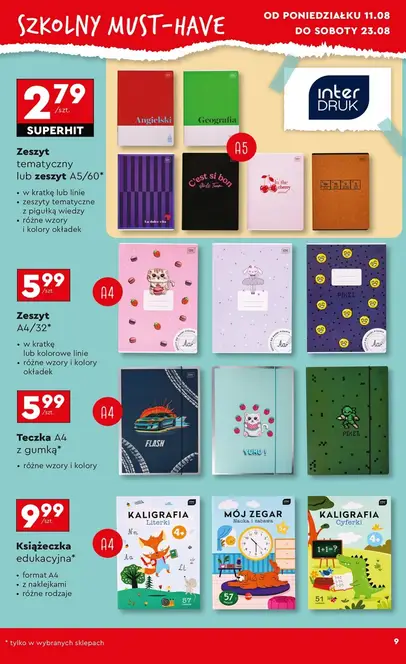 SZKOLNY MUST-HAVE
OD PONIEDZIAŁKU 11.08
DO SOBOTY 23.08
2 79
/szt.
SUPERHIT
Zeszyt
tematyczny
lub zeszyt A5/60*
• w kratkę lub linie
• zeszyty tematyczne
z pigułką wiedzy
• różne wzory
i kolory okładek
Angielski
Geografia
inter
DRUK
A5
La dolce vita
C'est si bon
5 99
/szt.
Zeszyt
A4/32*
• w kratkę
lub kolorowe linie
• różne wzory i kolory
okładek
A4
5 99
/szt.
Teczka A4
z gumką*
• różne wzory i kolory
A4
FLASH
9 99
/szt.
Książeczka
edukacyjna*
• format A4
• z naklejkami
• różne rodzaje
A4
KALIGRAFIA
Literki
4+
57
MÓJ ZEGAR
Nauka i zabawa
57
KALIGRAFIA
Cyferki
4+
1+1=?
51
* tylko w wybranych sklepach
9